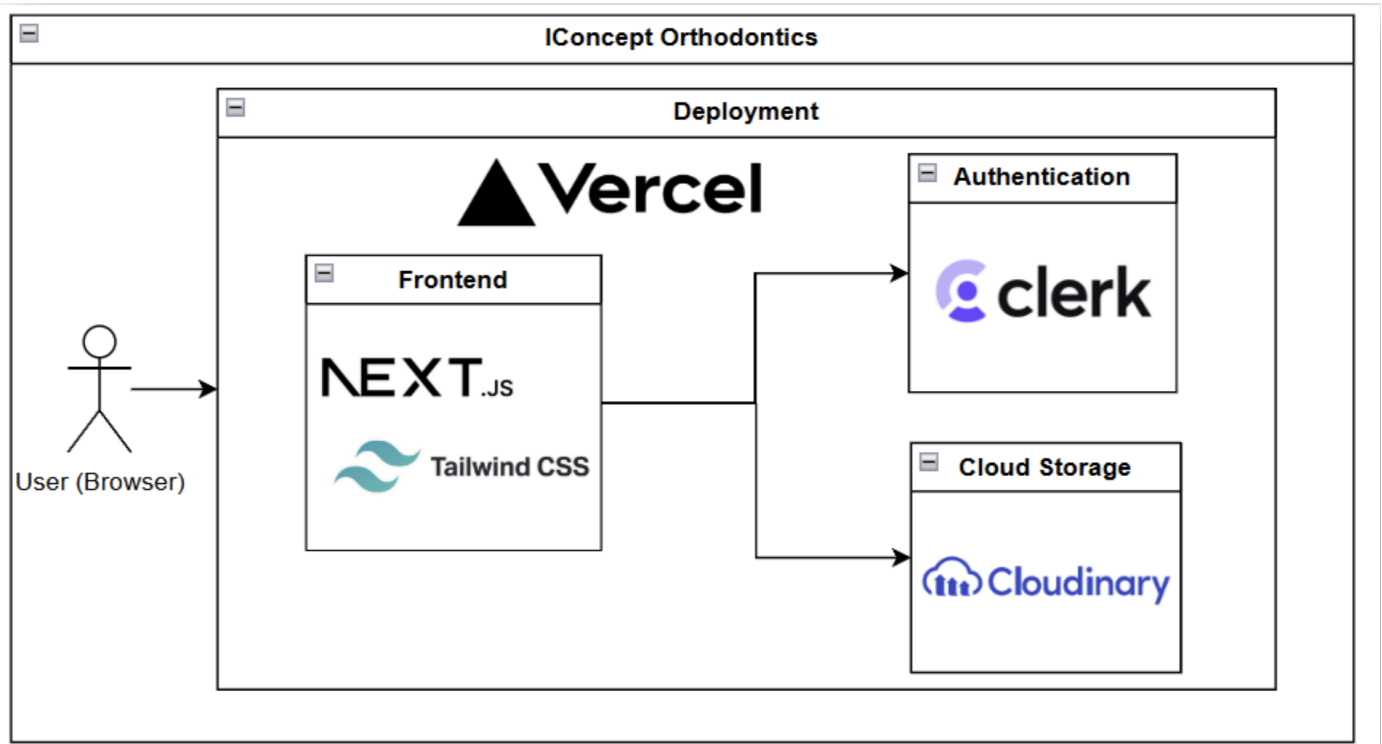 IConcept Orthodontics
Deployment
Vercel
Authentication
clerk
Frontend
NEXT.JS
Tailwind CSS
User (Browser)
Cloud Storage
Cloudinary